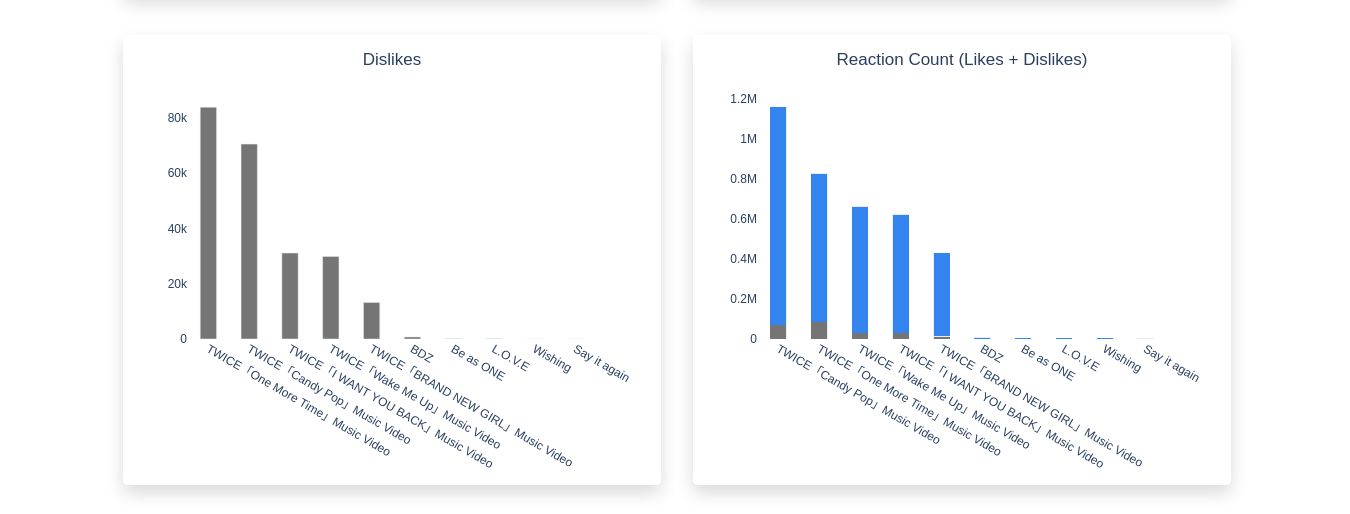 Dislikes
80k
60k
40k
20k
0
TWICE 「One More Time」 Music Video
TWICE 「Candy Pop」 Music Video
TWICE 「I WANT YOU BACK」 Music Video
TWICE 「Wake Me Up」 Music Video
TWICE 「BRAND NEW GIRL」 Music Video
BDZ
Be as ONE
L.O.V.E
Wishing
Say it again
Reaction Count (Likes + Dislikes)
1.2M
1M
0.8M
0.6M
0.4M
0.2M
0
TWICE 「Candy Pop」 Music Video
TWICE 「One More Time」 Music Video
TWICE 「Wake Me Up」 Music Video
TWICE 「I WANT YOU BACK」 Music Video
TWICE 「BRAND NEW GIRL」 Music Video
BDZ
Be as ONE
L.O.V.E
Wishing
Say it again